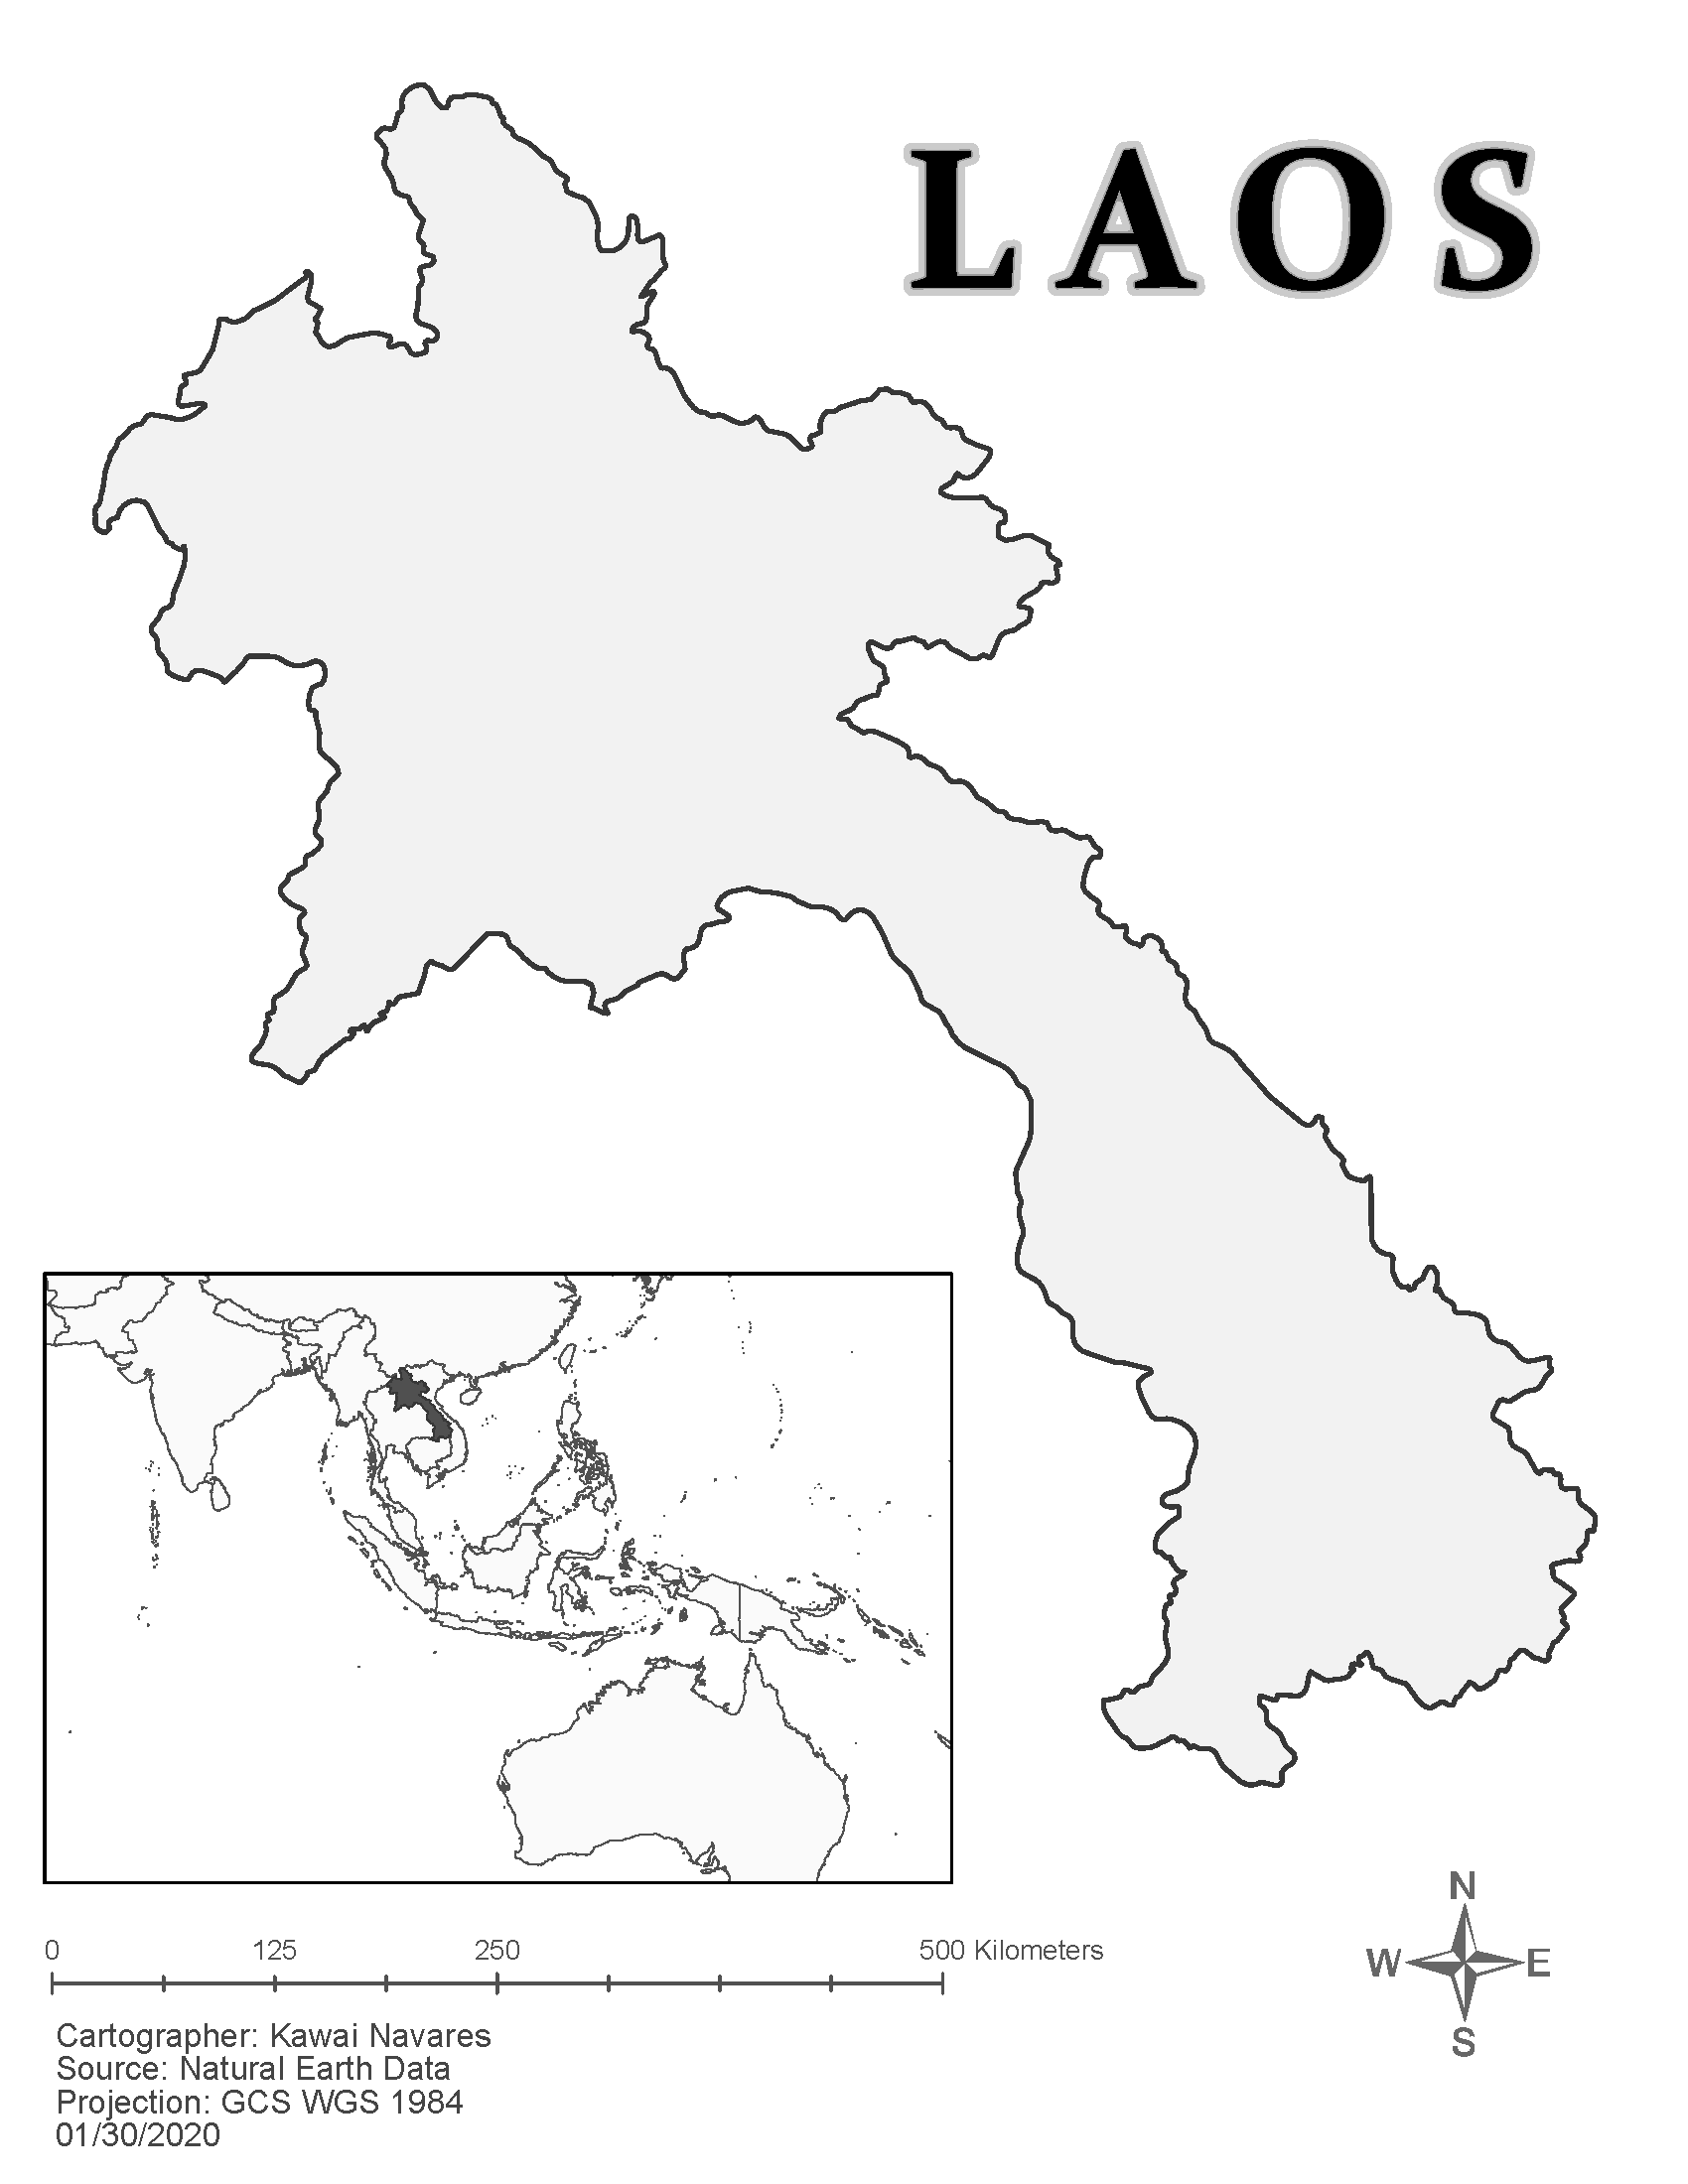 LAOS
0 125 250 500 Kilometers
Cartographer: Kawai Navares
Source: Natural Earth Data
Projection: GCS WGS 1984
01/30/2020
N
W E
S